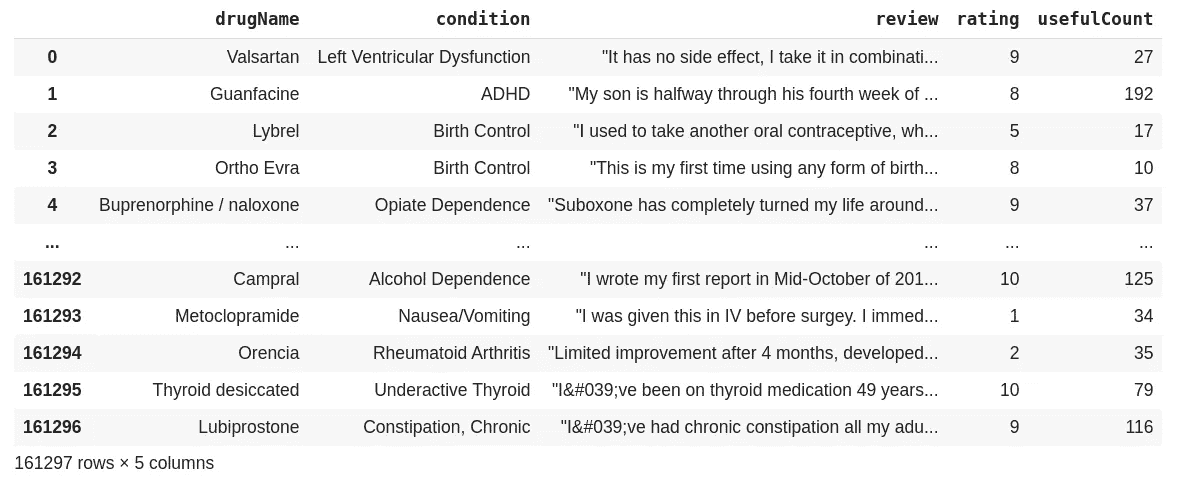 drugName condition review rating usefulCount
0 Valsartan Left Ventricular Dysfunction "It has no side effect, I take it in combinati... 9 27
1 Guanfacine ADHD "My son is halfway through his fourth week of ... 8 192
2 Lybrel Birth Control "I used to take another oral contraceptive, wh... 5 17
3 Ortho Evra Birth Control "This is my first time using any form of birth... 8 10
4 Buprenorphine / naloxone Opiate Dependence "Suboxone has completely turned my life around... 9 37
... ... ... ... ... ...
161292 Campral Alcohol Dependence "I wrote my first report in Mid-October of 201... 10 125
161293 Metoclopramide Nausea/Vomiting "I was given this in IV before surgey. I immed... 1 34
161294 Orencia Rheumatoid Arthritis "Limited improvement after 4 months, developed... 2 35
161295 Thyroid desiccated Underactive Thyroid "I&#039;ve been on thyroid medication 49 years... 10 79
161296 Lubiprostone Constipation, Chronic "I&#039;ve had chronic constipation all my adu... 9 116
161297 rows × 5 columns